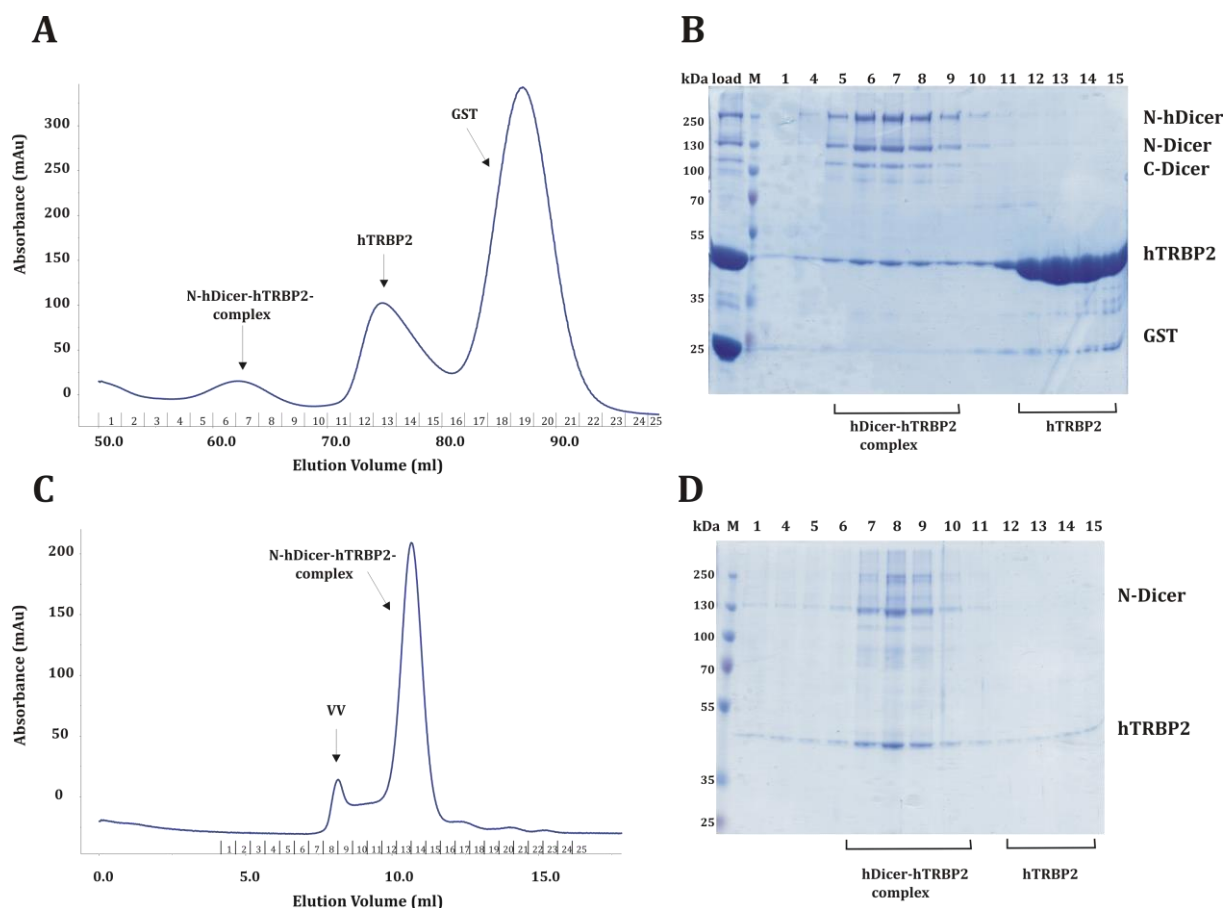 A
Absorbance (mAu)
300
250
200
150
100
50
0
N-hDicer-hTRBP2-
complex
hTRBP2
GST
1 2 3 4 5 6 7 8 9 10 11 12 13 14 15 16 17 18 19 20 21 22 23 24 25
50.0 60.0 70.0 80.0 90.0
Elution Volume (ml)
B
kDa load M 1 4 5 6 7 8 9 10 11 12 13 14 15
250
130
100
70
55
35
25
N-hDicer
N-Dicer
C-Dicer
hTRBP2
GST
hDicer-hTRBP2
complex
hTRBP2
C
Absorbance (mAu)
200
150
100
50
0
N-hDicer-hTRBP2-
complex
VV
1 2 3 4 5 6 7 8 9 10 11 12 13 14 15 16 17 18 19 20 21 22 23 24 25
0.0 5.0 10.0 15.0
Elution Volume (ml)
D
kDa M 1 4 5 6 7 8 9 10 11 12 13 14 15
250
130
100
70
55
35
25
N-Dicer
hTRBP2
hDicer-hTRBP2
complex
hTRBP2